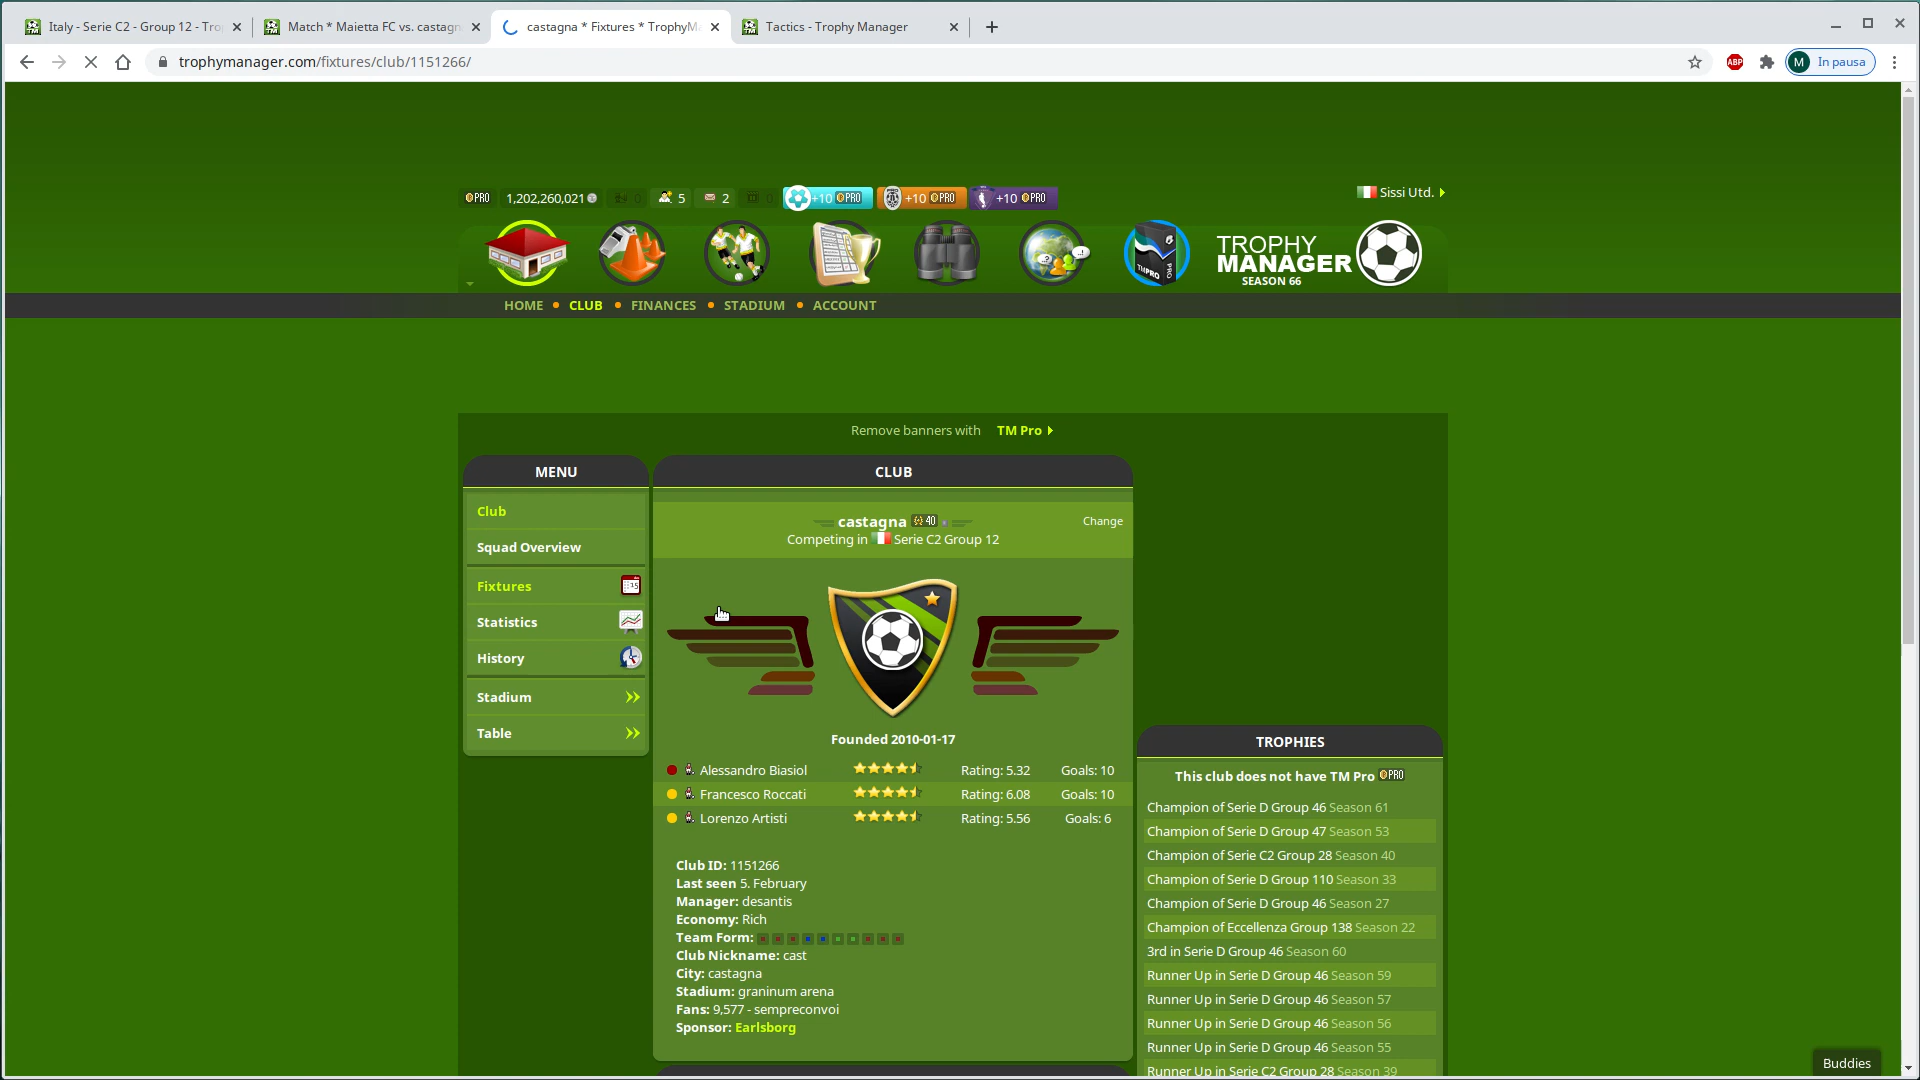 Italy - Serie C2 - Group 12 - Tro
Match * Maietta FC vs. castagn
castagna * Fixtures * TrophyM
Tactics - Trophy Manager
trophymanager.com/fixtures/club/1151266/
ABP
M In pausa
PRO 1,202,260,021 0 5 2 0 +10 PRO +10 PRO +10 PRO
Sissi Utd.
TROPHY
MANAGER
SEASON 66
HOME • CLUB • FINANCES • STADIUM • ACCOUNT
Remove banners with TM Pro
MENU
Club
Squad Overview
Fixtures
Statistics
History
Stadium
Table
CLUB
castagna 40
Change
Competing in Serie C2 Group 12
Founded 2010-01-17
Alessandro Biasiol Rating: 5.32 Goals: 10
Francesco Roccati Rating: 6.08 Goals: 10
Lorenzo Artisti Rating: 5.56 Goals: 6
Club ID: 1151266
Last seen 5. February
Manager: desantis
Economy: Rich
Team Form:
Club Nickname: cast
City: castagna
Stadium: graninum arena
Fans: 9,577 - sempreconvoi
Sponsor: Earlsborg
TROPHIES
This club does not have TM Pro PRO
Champion of Serie D Group 46 Season 61
Champion of Serie D Group 47 Season 53
Champion of Serie C2 Group 28 Season 40
Champion of Serie D Group 110 Season 33
Champion of Serie D Group 46 Season 27
Champion of Eccellenza Group 138 Season 22
3rd in Serie D Group 46 Season 60
Runner Up in Serie D Group 46 Season 59
Runner Up in Serie D Group 46 Season 57
Runner Up in Serie D Group 46 Season 56
Runner Up in Serie D Group 46 Season 55
Runner Up in Serie C2 Group 28 Season 39
Buddies